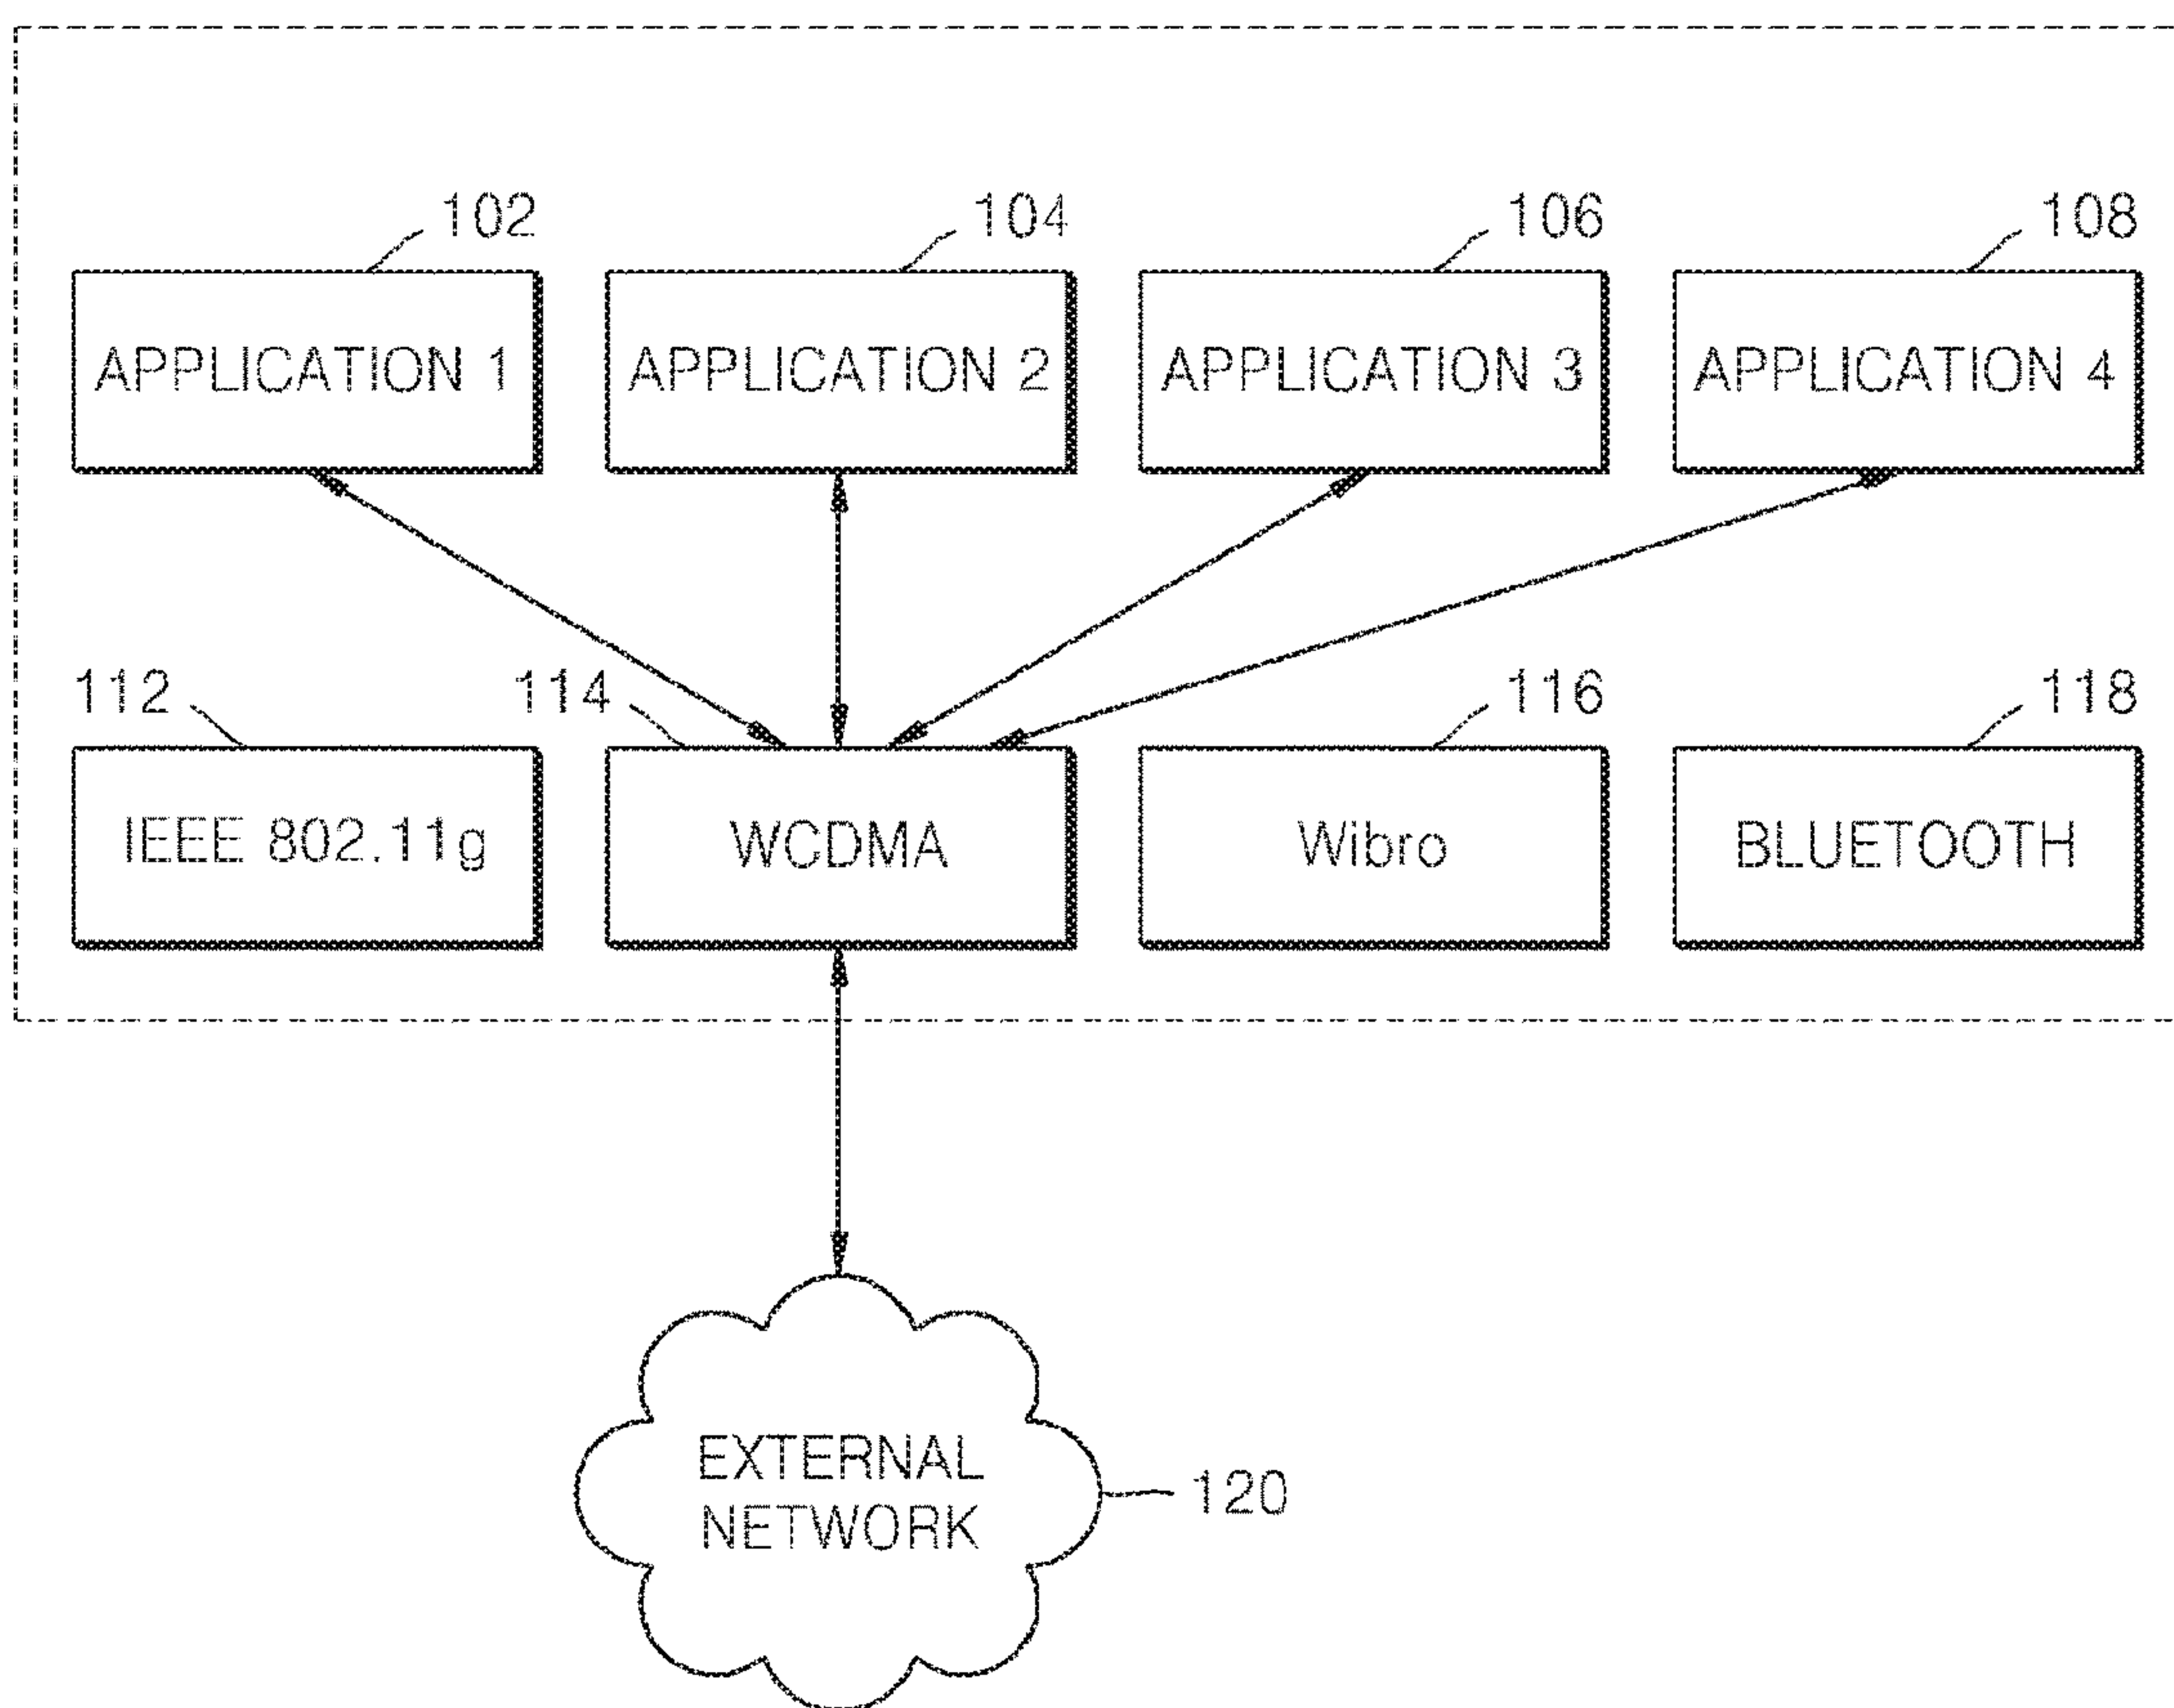 102 104 106 108
APPLICATION 1 APPLICATION 2 APPLICATION 3 APPLICATION 4
112 114 116 118
IEEE 802.11g WCDMA Wibro BLUETOOTH
EXTERNAL
NETWORK
120